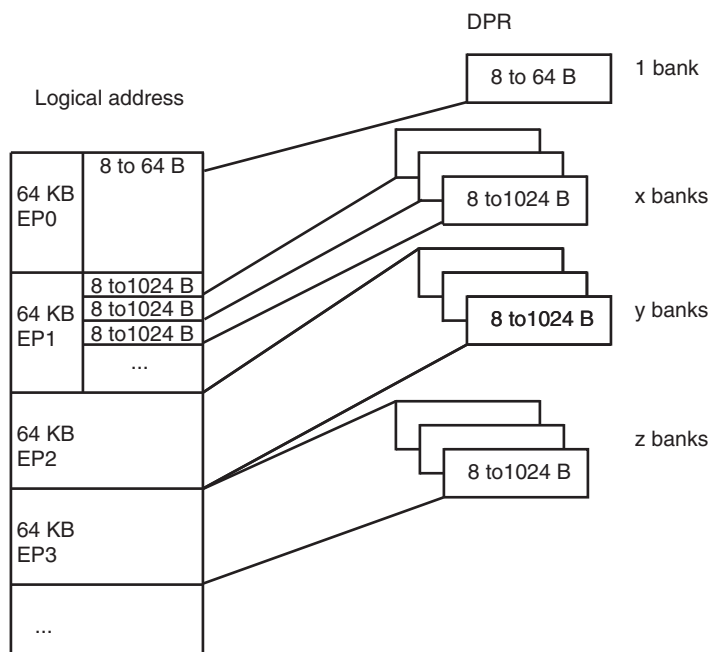 DPR
8 to 64 B
1 bank
Logical address
64 KB
EP0
8 to 64 B
8 to1024 B
x banks
64 KB
EP1
8 to1024 B
8 to1024 B
8 to1024 B
...
8 to1024 B
y banks
64 KB
EP2
8 to1024 B
z banks
64 KB
EP3
...